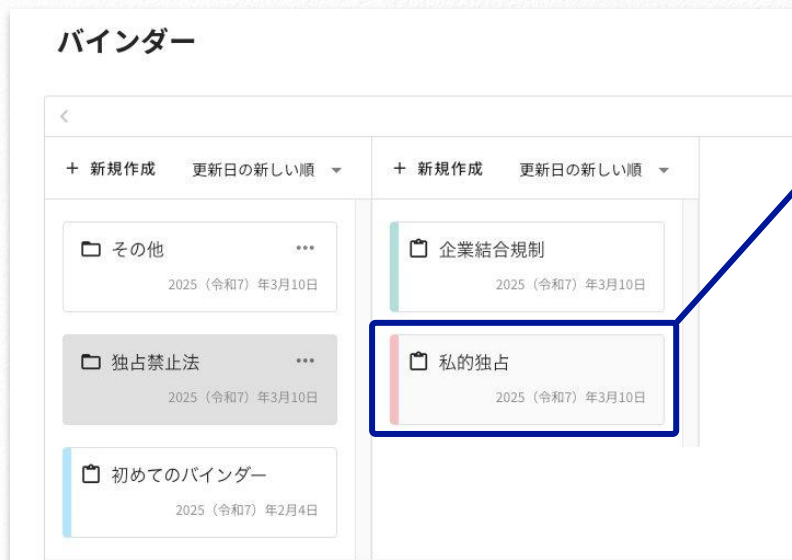 バインダー
+ 新規作成 更新日の新しい順
その他
2025（令和7）年3月10日
独占禁止法
2025（令和7）年3月10日
初めてのバインダー
2025（令和7）年2月4日
+ 新規作成 更新日の新しい順
企業結合規制
2025（令和7）年3月10日
私的独占
2025（令和7）年3月10日